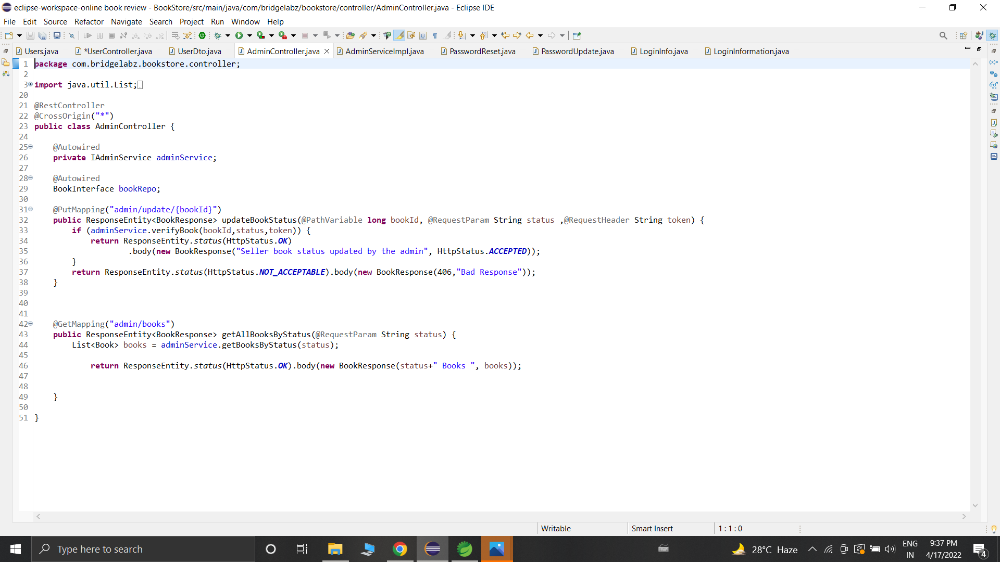 eclipse-workspace-online book review - BookStore/src/main/java/com/bridgelabz/bookstore/controller/AdminController.java - Eclipse IDE
File Edit Source Refactor Navigate Search Project Run Window Help
Users.java *UserController.java UserDto.java AdminController.java AdminServiceImpl.java PasswordReset.java PasswordUpdate.java LoginInfo.java LoginInformation.java
1 package com.bridgelabz.bookstore.controller;
2
3 import java.util.List;
20
21 @RestController
22 @CrossOrigin("*")
23 public class AdminController {
24
25 @Autowired
26 private IAdminService adminService;
27
28 @Autowired
29 BookInterface bookRepo;
30
31 @PutMapping("admin/update/{bookId}")
32 public ResponseEntity<BookResponse> updateBookStatus(@PathVariable long bookId, @RequestParam String status ,@RequestHeader String token) {
33 if (adminService.verifyBook(bookId,status,token)) {
34 return ResponseEntity.status(HttpStatus.OK)
35 .body(new BookResponse("Seller book status updated by the admin", HttpStatus.ACCEPTED));
36 }
37 return ResponseEntity.status(HttpStatus.NOT_ACCEPTABLE).body(new BookResponse(406,"Bad Response"));
38 }
39
40
41
42 @GetMapping("admin/books")
43 public ResponseEntity<BookResponse> getAllBooksByStatus(@RequestParam String status) {
44 List<Book> books = adminService.getBooksByStatus(status);
45
46 return ResponseEntity.status(HttpStatus.OK).body(new BookResponse(status+" Books ", books));
47
48
49 }
50
51 }
Writable Smart Insert 1 : 1 : 0
Type here to search
28°C Haze
ENG
IN
9:37 PM
4/17/2022
4